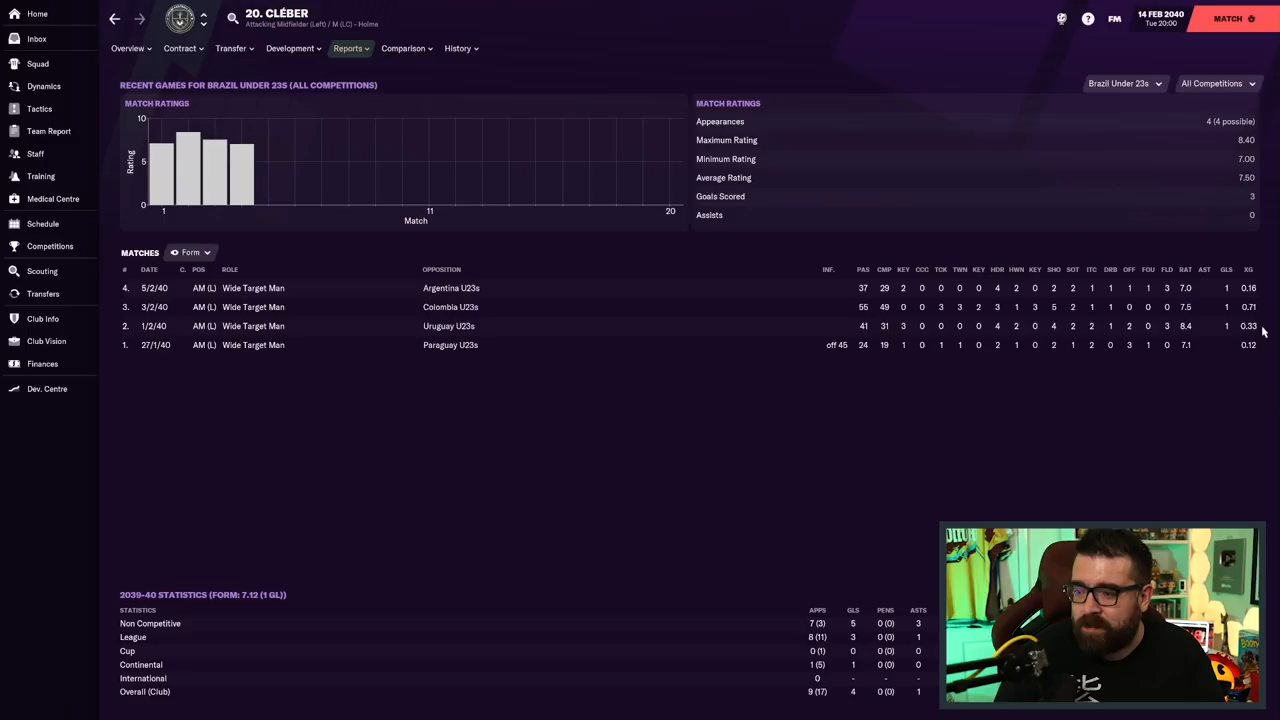 20. CLÉBER
Attacking Midfielder (Left) / M (LC) - Holme
FM
14 FEB 2040
Tue 20:00
MATCH
Home
Inbox
Squad
Dynamics
Tactics
Team Report
Staff
Training
Medical Centre
Schedule
Competitions
Scouting
Transfers
Club Info
Club Vision
Finances
Dev. Centre
Overview Contract Transfer Development Reports Comparison History
RECENT GAMES FOR BRAZIL UNDER 23S (ALL COMPETITIONS)
Brazil Under 23s All Competitions
MATCH RATINGS
10
5
0
Rating
1 11 20
Match
MATCH RATINGS
Appearances 4 (4 possible)
Maximum Rating 8.40
Minimum Rating 7.00
Average Rating 7.50
Goals Scored 3
Assists 0
MATCHES Form
# DATE C. POS ROLE OPPOSITION INF. PAS CMP KEY CCC TCK TWN KEY HDR HWN KEY SHO SOT ITC DRB OFF FOU FLD RAT AST GLS XG
4. 5/2/40 AM (L) Wide Target Man Argentina U23s 37 29 2 0 0 0 0 4 2 0 2 2 1 1 1 1 3 7.0 1 0.16
3. 3/2/40 AM (L) Wide Target Man Colombia U23s 55 49 0 0 3 3 2 3 1 3 5 2 1 1 0 1 0 7.5 1 0.71
2. 1/2/40 AM (L) Wide Target Man Uruguay U23s 41 31 3 0 0 0 0 4 2 0 4 2 2 1 2 0 3 8.4 1 0.33
1. 27/1/40 AM (L) Wide Target Man Paraguay U23s off 45 24 19 1 0 1 1 0 2 1 0 2 1 2 0 3 1 0 7.1 0.12
2039-40 STATISTICS (FORM: 7.12 (1 GL))
STATISTICS APPS GLS PENS ASTS
Non Competitive 7 (3) 5 0 (0) 3
League 8 (11) 3 0 (0) 1
Cup 0 (1) 0 0 (0) 0
Continental 1 (5) 1 0 (0) 0
International 0 - - -
Overall (Club) 9 (17) 4 0 (0) 1